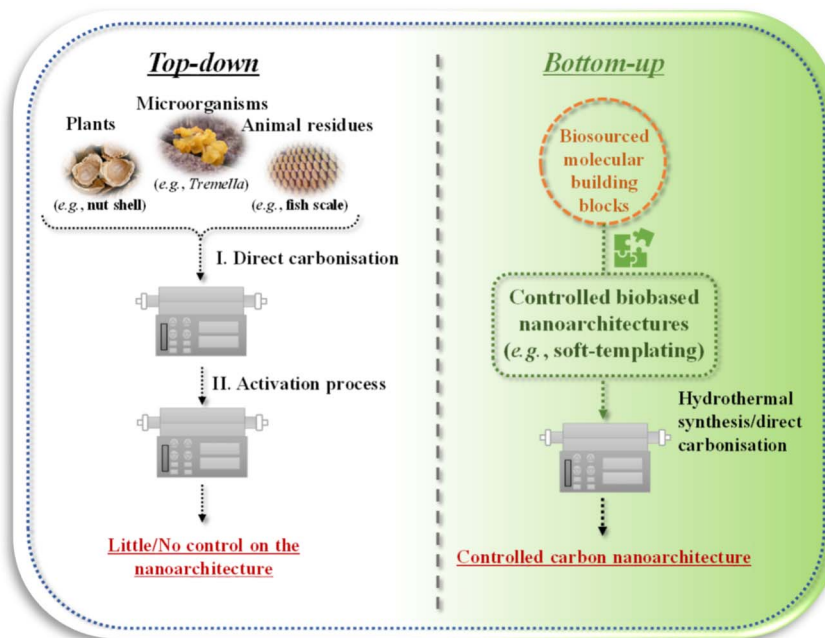 Top-down
Microorganisms
Plants
Animal residues
(e.g., Tremella)
(e.g., nut shell)
(e.g., fish scale)
I. Direct carbonisation
II. Activation process
Little/No control on the
nanoarchitecture
Bottom-up
Biosourced
molecular
building
blocks
Controlled biobased
nanoarchitectures
(e.g., soft-templating)
Hydrothermal
synthesis/direct
carbonisation
Controlled carbon nanoarchitecture